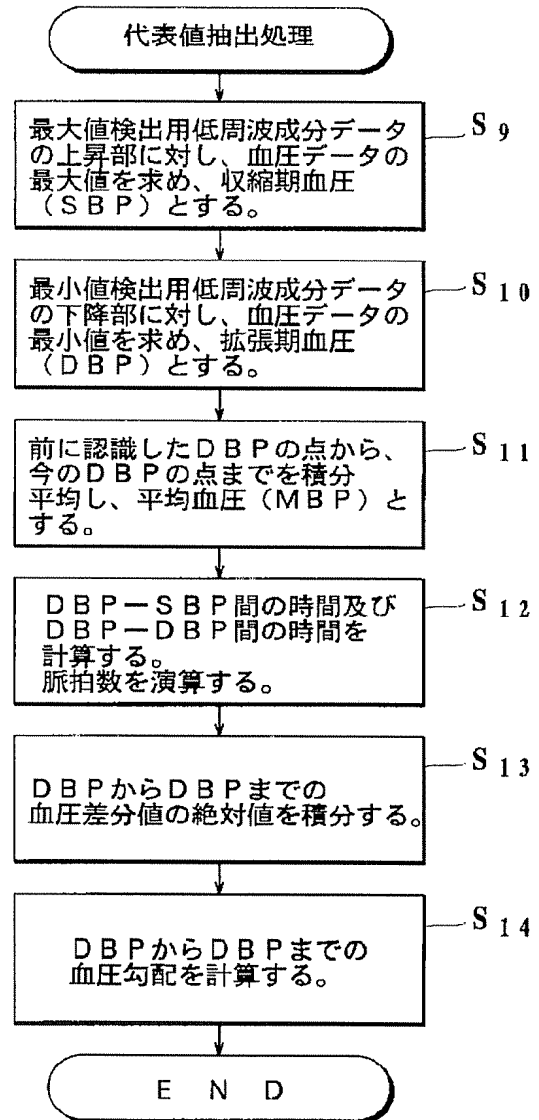 代表値抽出処理
最大値検出用低周波成分データ
の上昇部に対し、血圧データの
最大値を求め、収縮期血圧
（ＳＢＰ）とする。
S 9
最小値検出用低周波成分データ
の下降部に対し、血圧データの
最小値を求め、拡張期血圧
（ＤＢＰ）とする。
S 10
前に認識したＤＢＰの点から、
今のＤＢＰの点までを積分
平均し、平均血圧（ＭＢＰ）と
する。
S 11
ＤＢＰ－ＳＢＰ間の時間及び
ＤＢＰ－ＤＢＰ間の時間を
計算する。
脈拍数を演算する。
S 12
ＤＢＰからＤＢＰまでの
血圧差分値の絶対値を積分する。
S 13
ＤＢＰからＤＢＰまでの
血圧勾配を計算する。
S 14
Ｅ Ｎ Ｄ